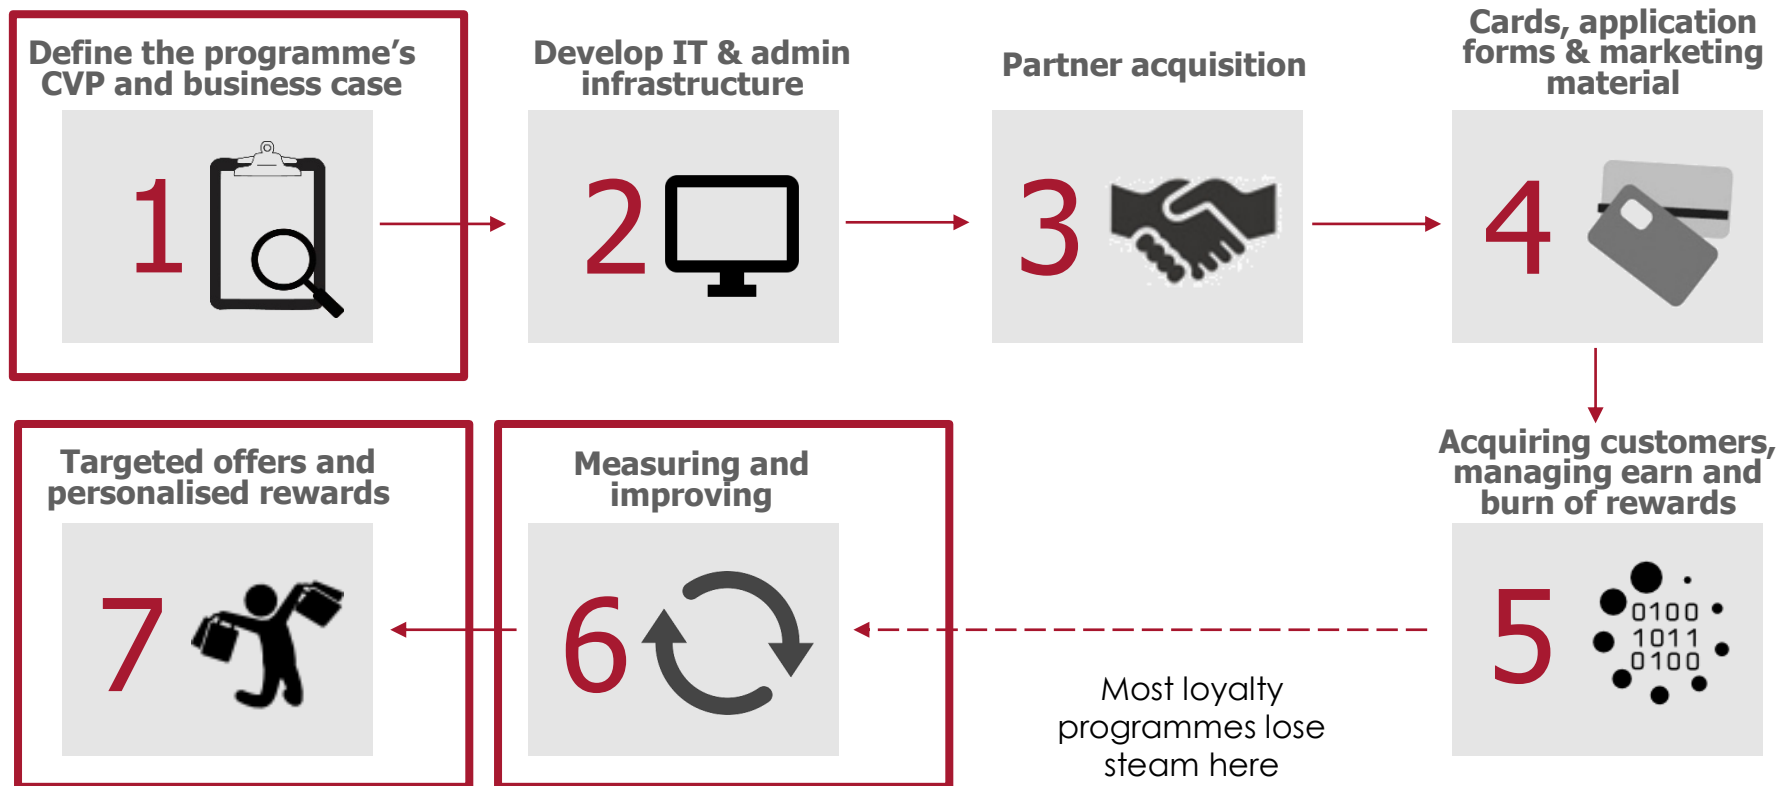 Define the programme’s
CVP and business case
1
Develop IT & admin
infrastructure
2
Partner acquisition
3
Cards, application
forms & marketing
material
4
Acquiring customers,
managing earn and
burn of rewards
5
0100
1011
0100
Most loyalty
programmes lose
steam here
Measuring and
improving
6
Targeted offers and
personalised rewards
7